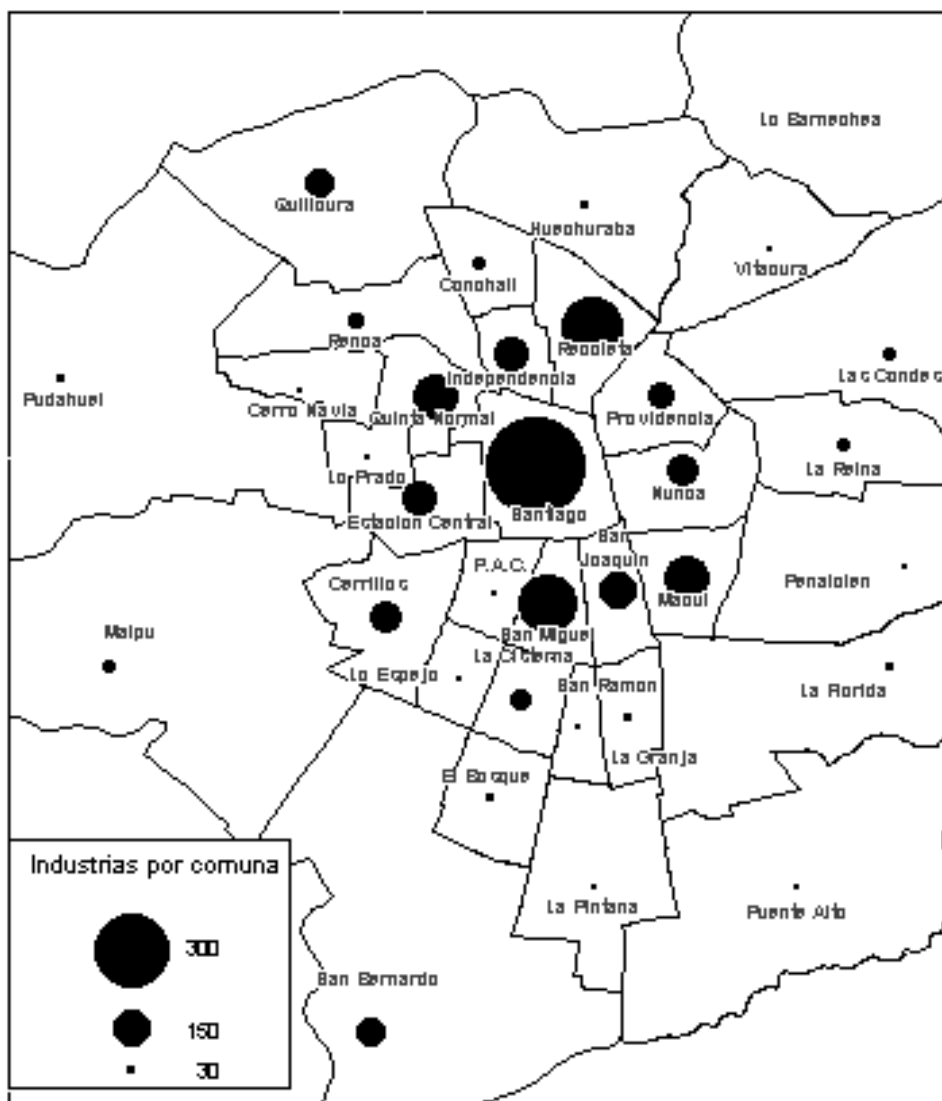 Lo Barnechea
Quilicura
Huechuraba
Vitacura
Conchali
Renca
Recoleta
Independencia
Las Condes
Pudahuel
Cerro Navia
Quinta Normal
Providencia
Lo Prado
La Reina
Nunoa
Santiago
Estacion Central
San
Joaquin
P.A.C.
Cerrillos
Macul
Penalolen
Maipu
San Miguel
La Cisterna
Lo Espejo
San Ramon
La Florida
La Granja
El Bosque
La Pintana
Puente Alto
San Bernardo
Industrias por comuna
300
150
30